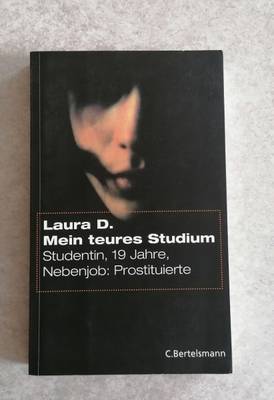 Laura D.
Mein teures Studium
Studentin, 19 Jahre,
Nebenjob: Prostituierte
C.Bertelsmann